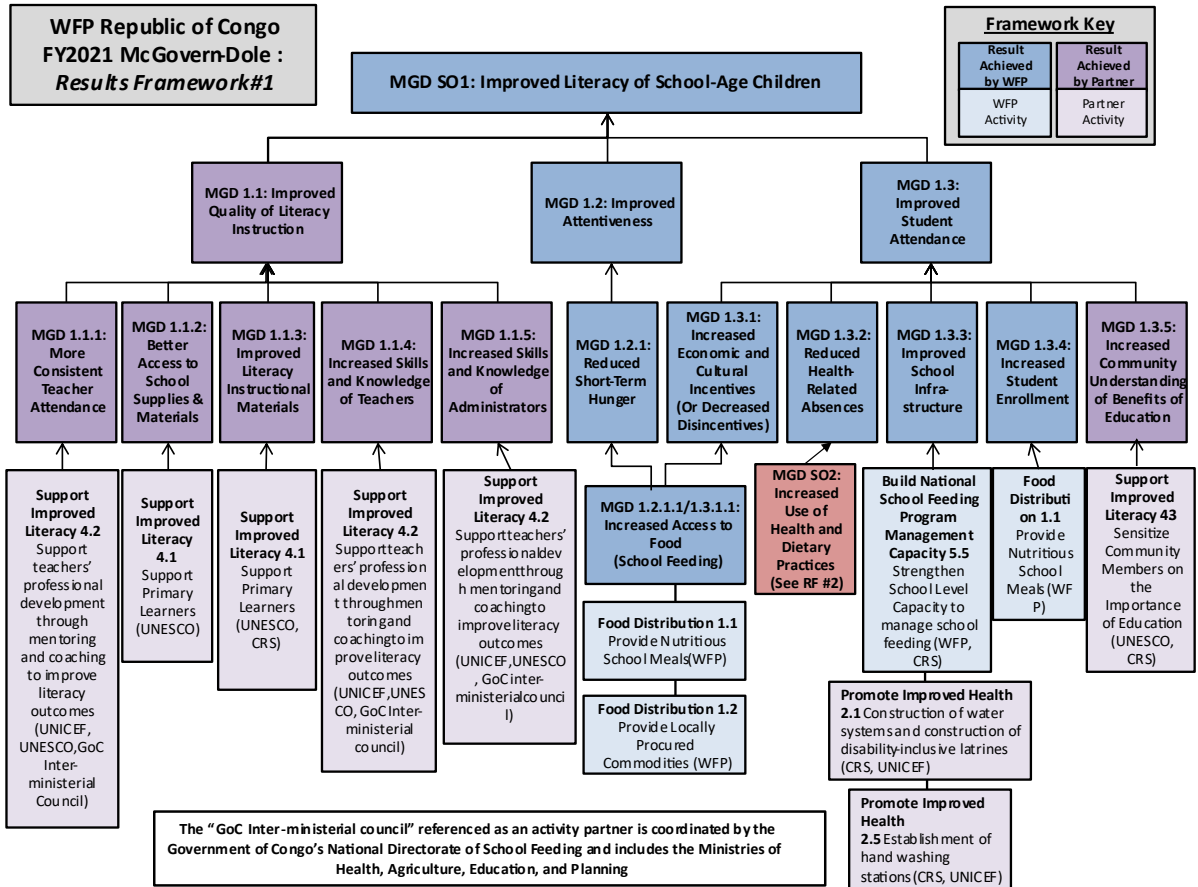 WFP Republic of Congo
FY2021 McGovern-Dole :
Results Framework#1
Framework Key
Result
Achieved
by WFP
Result
Achieved
by Partner
WFP
Activity
Partner
Activity
MGD SO1: Improved Literacy of School-Age Children
MGD 1.1: Improved
Quality of Literacy
Instruction
MGD 1.2: Improved
Attentiveness
MGD 1.3:
Improved
Student
Attendance
MGD 1.1.1:
More
Consistent
Teacher
Attendance
MGD 1.1.2:
Better
Access to
School
Supplies &
Materials
MGD 1.1.3:
Improved
Literacy
Instructional
Materials
MGD 1.1.4:
Increased Skills
and Knowledge
of Teachers
MGD 1.1.5:
Increased Skills
and Knowledge
of
Administrators
MGD 1.2.1:
Reduced
Short-Term
Hunger
MGD 1.3.1:
Increased
Economic and
Cultural
Incentives
(Or Decreased
Disincentives)
MGD 1.3.2:
Reduced
Health-
Related
Absences
MGD 1.3.3:
Improved
School
Infra-
structure
MGD 1.3.4:
Increased
Student
Enrollment
MGD 1.3.5:
Increased
Community
Understanding
of Benefits of
Education
Support
Improved
Literacy 4.2
Support
teachers'
professional
development
through
mentoring
and coaching
to improve
literacy
outcomes
(UNICEF,
UNESCO,GoC
Inter-
ministerial
Council)
Support
Improved
Literacy
4.1
Support
Primary
Learners
(UNESCO)
Support
Improved
Literacy 4.1
Support
Primary
Learners
(UNESCO,
CRS)
Support
Improved
Literacy 4.2
Supportteach
ers' profession
al developmen
t throughmen
toringand
coachingto im
proveliteracy
outcomes
(UNICEF,UNES
CO, GoC Inter-
ministerial
council)
Support
Improved
Literacy 4.2
Supportteachers'
professionaldev
elopmentthroug
h mentoringand
coachingto
improveliteracy
outcomes
(UNICEF,UNESCO
, GoCinter-
ministerialcounci
l)
MGD 1.2.1.1/1.3.1.1:
Increased Access to
Food
(School Feeding)
Food Distribution 1.1
Provide Nutritious
School Meals(WFP)
Food Distribution 1.2
Provide Locally
Procured
Commodities (WFP)
MGD SO2:
Increased
Use of
Health and
Dietary
Practices
(See RF #2)
Build National
School Feeding
Program
Management
Capacity 5.5
Strengthen
School Level
Capacity to
manage school
feeding (WFP,
CRS)
Food
Distributi
on 1.1
Provide
Nutritious
School
Meals(WF
P)
Support
Improved
Literacy 43
Sensitize
Community
Members on
the
Importance
of Education
(UNESCO,
CRS)
Promote Improved Health
2.1 Construction of water
systems and construction of
disability-inclusive latrines
(CRS, UNICEF)
Promote Improved
Health
2.5 Establishment of
hand washing
stations(CRS, UNICEF)
The "GoC Inter-ministerial council" referenced as an activity partner is coordinated by the
Government of Congo's National Directorate of School Feeding and includes the Ministries of
Health, Agriculture, Education, and Planning